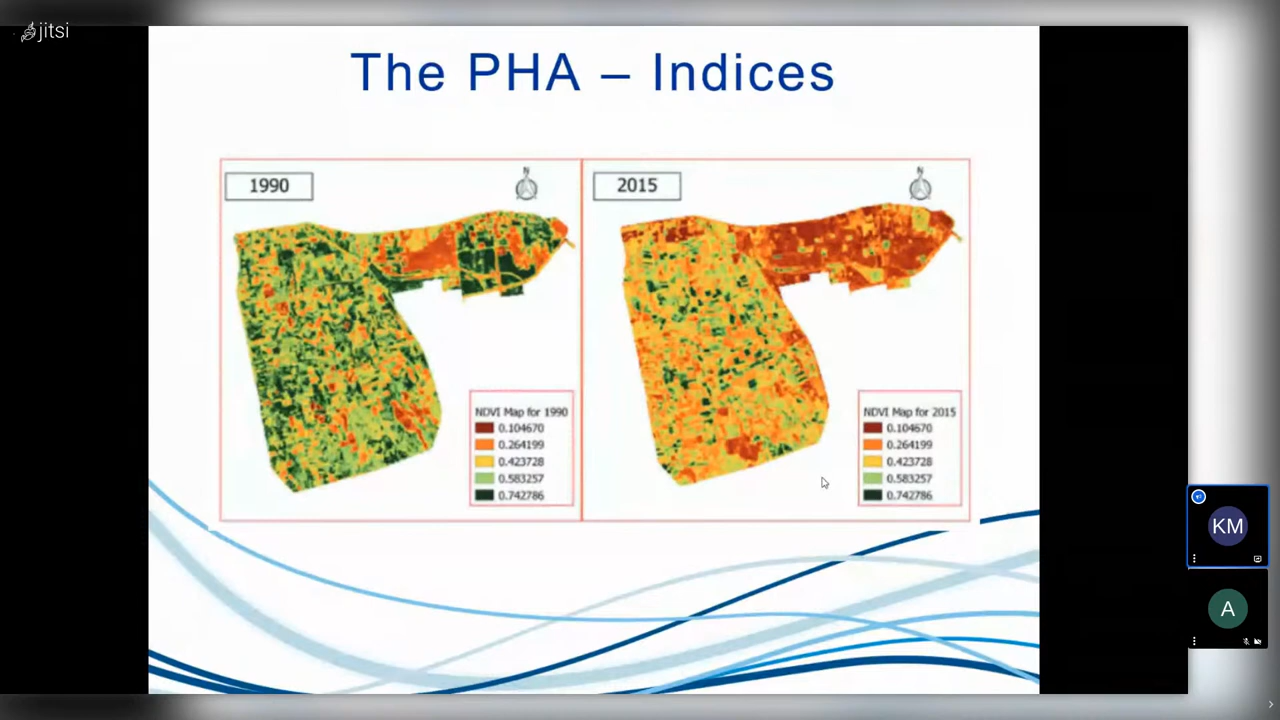 jitsi
The PHA – Indices
1990
N
2015
N
NDVI Map for 1990
0.104670
0.264199
0.423728
0.583257
0.742786
NDVI Map for 2015
0.104670
0.264199
0.423728
0.583257
0.742786
KM
A